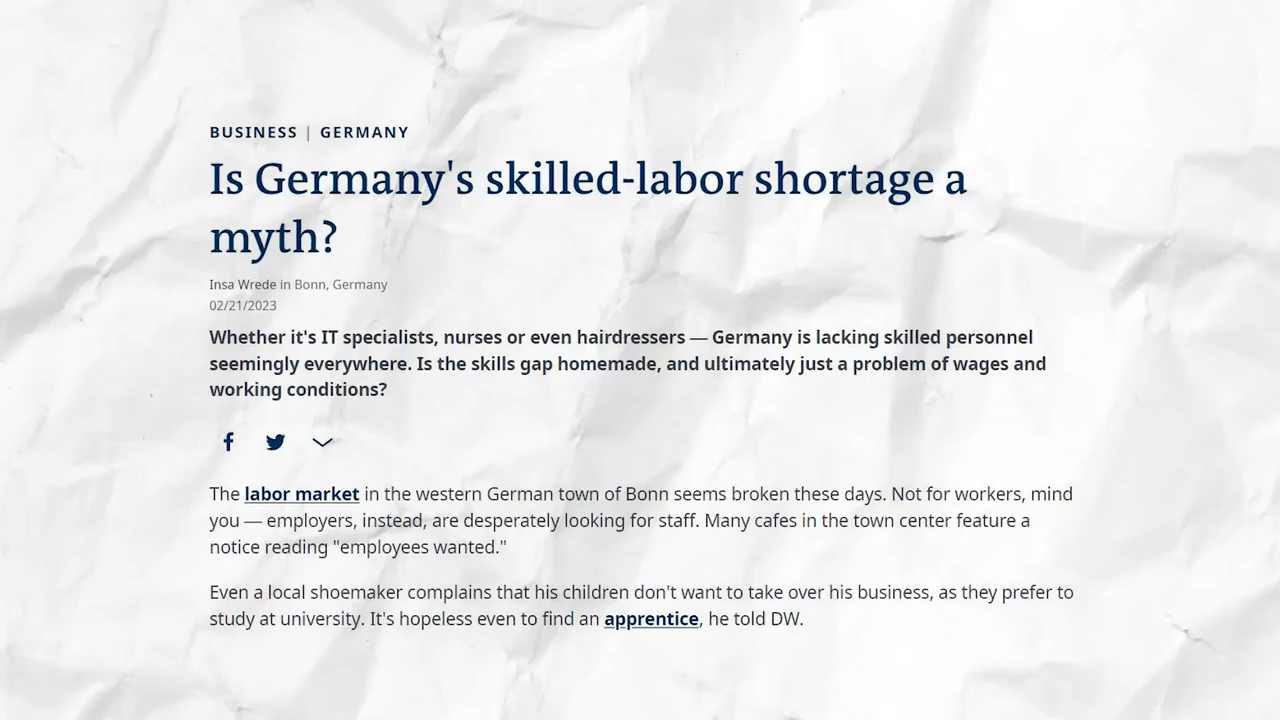 BUSINESS | GERMANY
Is Germany's skilled-labor shortage a
myth?
Insa Wrede in Bonn, Germany
02/21/2023
Whether it's IT specialists, nurses or even hairdressers — Germany is lacking skilled personnel
seemingly everywhere. Is the skills gap homemade, and ultimately just a problem of wages and
working conditions?
The labor market in the western German town of Bonn seems broken these days. Not for workers, mind
you — employers, instead, are desperately looking for staff. Many cafes in the town center feature a
notice reading "employees wanted."
Even a local shoemaker complains that his children don't want to take over his business, as they prefer to
study at university. It's hopeless even to find an apprentice, he told DW.